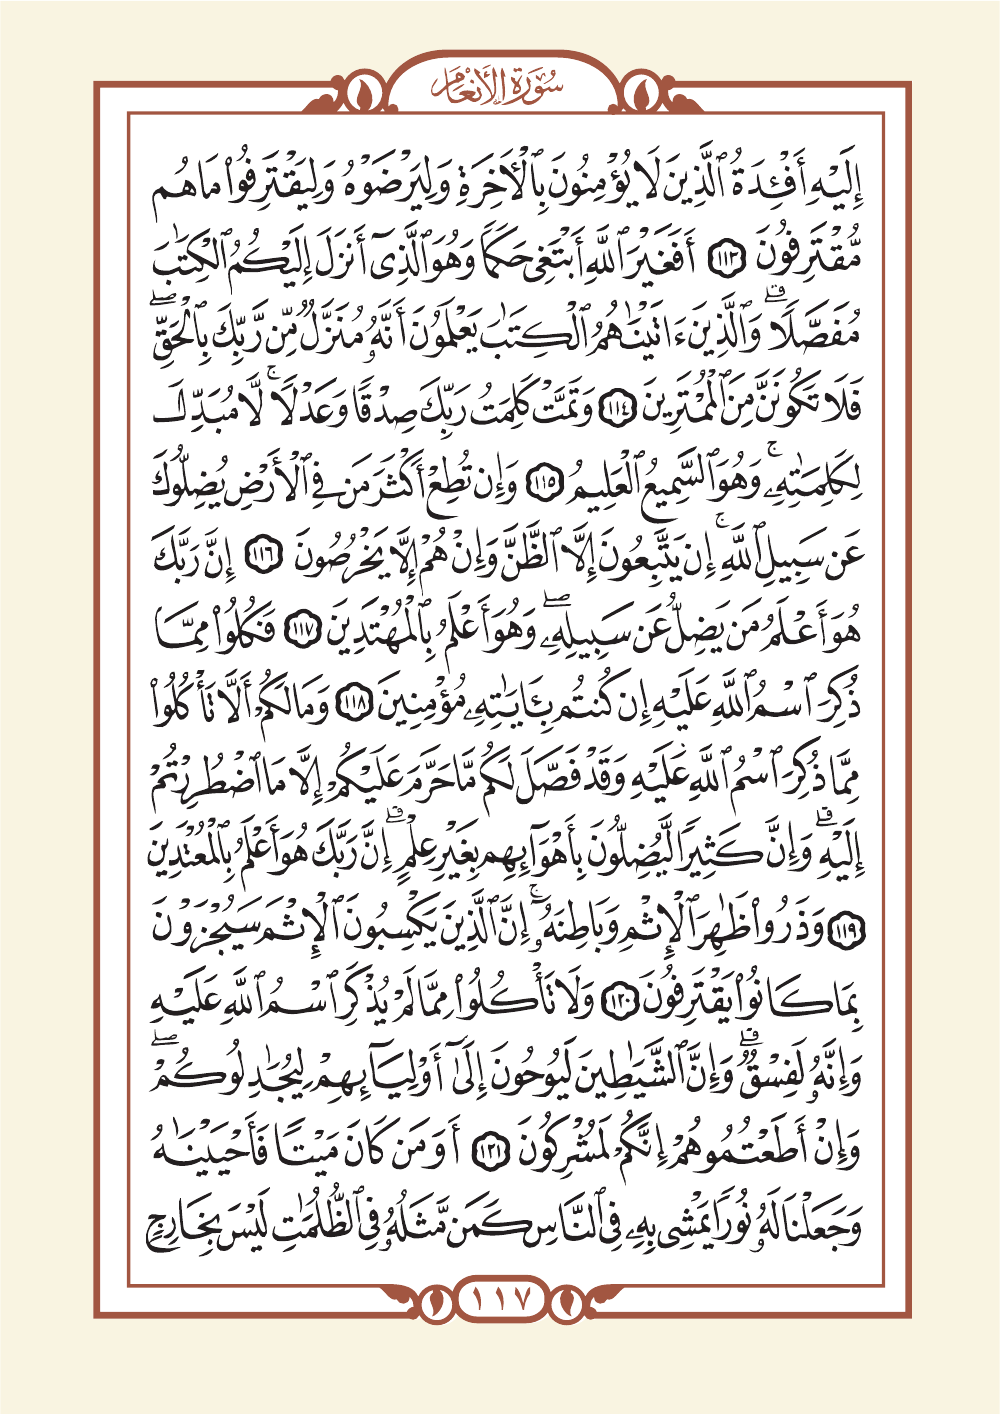 سُورَةُ الأَنْعَامِ
إِلَيْهِ أَفْـِٔدَةُ ٱلَّذِينَ لَا يُؤْمِنُونَ بِٱلْأَخِرَةِ وَلِيَرْضَوْهُ وَلِيَقْتَرِفُوا۟ مَا هُم
مُّقْتَرِفُونَ ١١٣ أَفَغَيْرَ ٱللَّهِ أَبْتَغِى حَكَمًا وَهُوَ ٱلَّذِىٓ أَنزَلَ إِلَيْكُمُ ٱلْكِتَٰبَ
مُفَصَّلًا ۚ وَٱلَّذِينَ ءَاتَيْنَٰهُمُ ٱلْكِتَٰبَ يَعْلَمُونَ أَنَّهُۥ مُنَزَّلٌ مِّن رَّبِّكَ بِٱلْحَقِّ ۖ
فَلَا تَكُونَنَّ مِنَ ٱلْمُمْتَرِينَ ١١٤ وَتَمَّتْ كَلِمَتُ رَبِّكَ صِدْقًا وَعَدْلًا ۚ لَّا مُبَدِّلَ
لِكَلِمَٰتِهِۦ ۚ وَهُوَ ٱلسَّمِيعُ ٱلْعَلِيمُ ١١٥ وَإِن تُطِعْ أَكْثَرَ مَن فِى ٱلْأَرْضِ يُضِلُّوكَ
عَن سَبِيلِ ٱللَّهِ ۚ إِن يَتَّبِعُونَ إِلَّا ٱلظَّنَّ وَإِنْ هُمْ إِلَّا يَخْرُصُونَ ١١٦ إِنَّ رَبَّكَ
هُوَ أَعْلَمُ مَن يَضِلُّ عَن سَبِيلِهِۦ ۖ وَهُوَ أَعْلَمُ بِٱلْمُهْتَدِينَ ١١٧ فَكُلُوا۟ مِمَّا
ذُكِرَ ٱسْمُ ٱللَّهِ عَلَيْهِ إِن كُنتُم بِـَٔايَٰتِهِۦ مُؤْمِنِينَ ١١٨ وَمَا لَكُمْ أَلَّا تَأْكُلُوا۟
مِمَّا ذُكِرَ ٱسْمُ ٱللَّهِ عَلَيْهِ وَقَدْ فَصَّلَ لَكُم مَّا حَرَّمَ عَلَيْكُمْ إِلَّا مَا ٱضْطُرِرْتُمْ
إِلَيْهِ ۗ وَإِنَّ كَثِيرًا لَّيُضِلُّونَ بِأَهْوَآئِهِم بِغَيْرِ عِلْمٍ ۗ إِنَّ رَبَّكَ هُوَ أَعْلَمُ بِٱلْمُعْتَدِينَ
١١٩ وَذَرُوا۟ ظَٰهِرَ ٱلْإِثْمِ وَبَاطِنَهُۥٓ ۚ إِنَّ ٱلَّذِينَ يَكْسِبُونَ ٱلْإِثْمَ سَيُجْزَوْنَ
بِمَا كَانُوا۟ يَقْتَرِفُونَ ١٢٠ وَلَا تَأْكُلُوا۟ مِمَّا لَمْ يُذْكَرِ ٱسْمُ ٱللَّهِ عَلَيْهِ
وَإِنَّهُۥ لَفِسْقٌ ۗ وَإِنَّ ٱلشَّيَٰطِينَ لَيُوحُونَ إِلَىٰٓ أَوْلِيَآئِهِمْ لِيُجَٰدِلُوكُمْ ۖ
وَإِنْ أَطَعْتُمُوهُمْ إِنَّكُمْ لَمُشْرِكُونَ ١٢١ أَوَمَن كَانَ مَيْتًا فَأَحْيَيْنَٰهُ
وَجَعَلْنَا لَهُۥ نُورًا يَمْشِى بِهِۦ فِى ٱلنَّاسِ كَمَن مَّثَلُهُۥ فِى ٱلظُّلُمَٰتِ لَيْسَ بِخَارِجٍ
١١٧